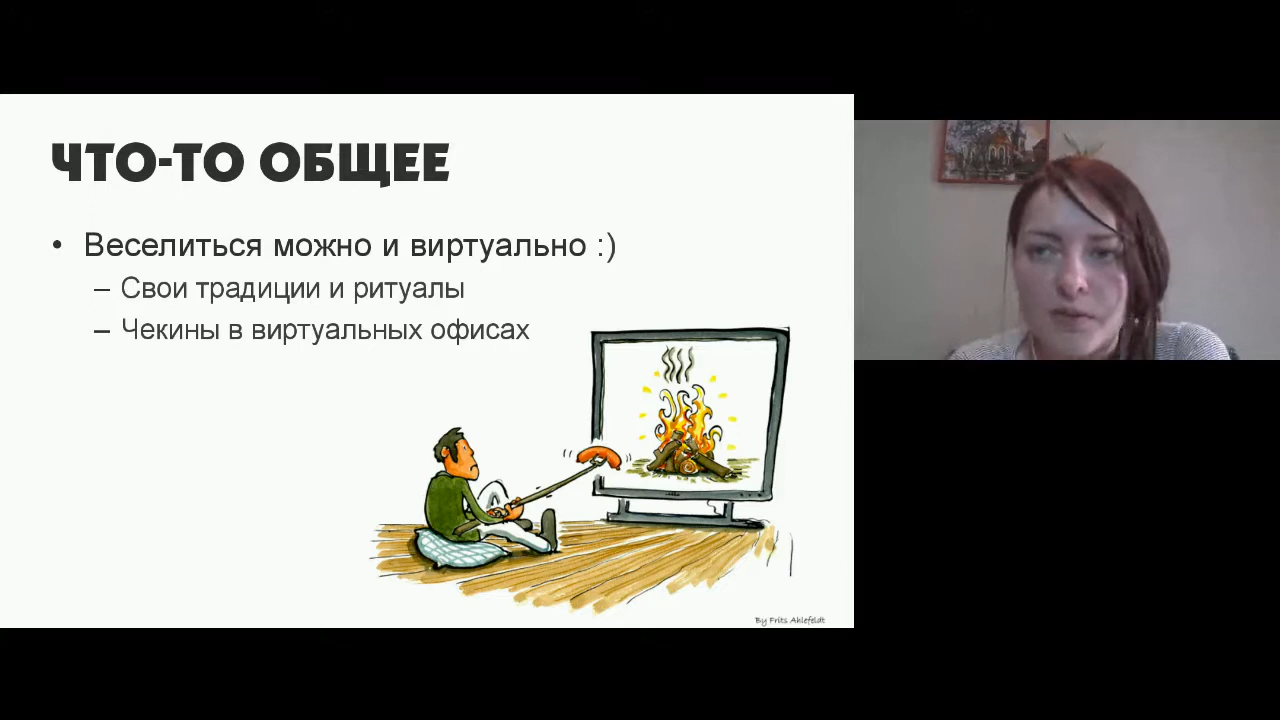 ЧТО-ТО ОБЩЕЕ
• Веселиться можно и виртуально :)
– Свои традиции и ритуалы
– Чекины в виртуальных офисах
By Frits Ahlefeldt